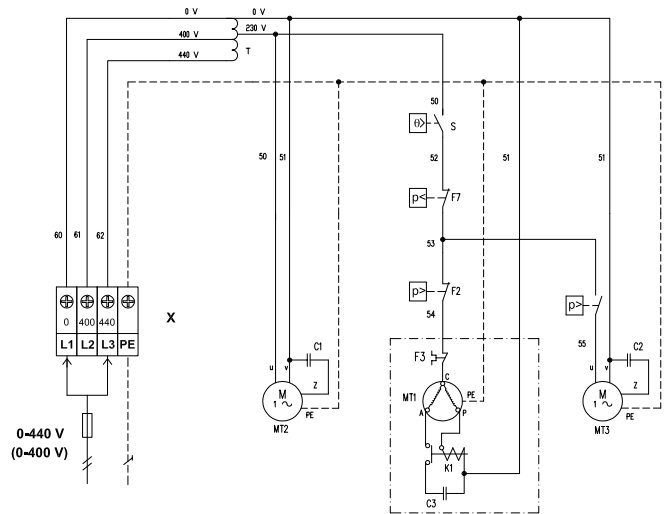 0 V
0 V
400 V
230 V
440 V
T
50
θ>
S
50
51
52
51
51
p<
F7
60
61
62
53
p>
F2
p>
0
400
440
X
54
L1
L2
L3
PE
55
C1
F3
C2
u
v
Z
C
u
v
Z
M
1 ~
MT1
PE
M
1 ~
PE
A
P
PE
MT2
MT3
0-440 V
(0-400 V)
K1
C3